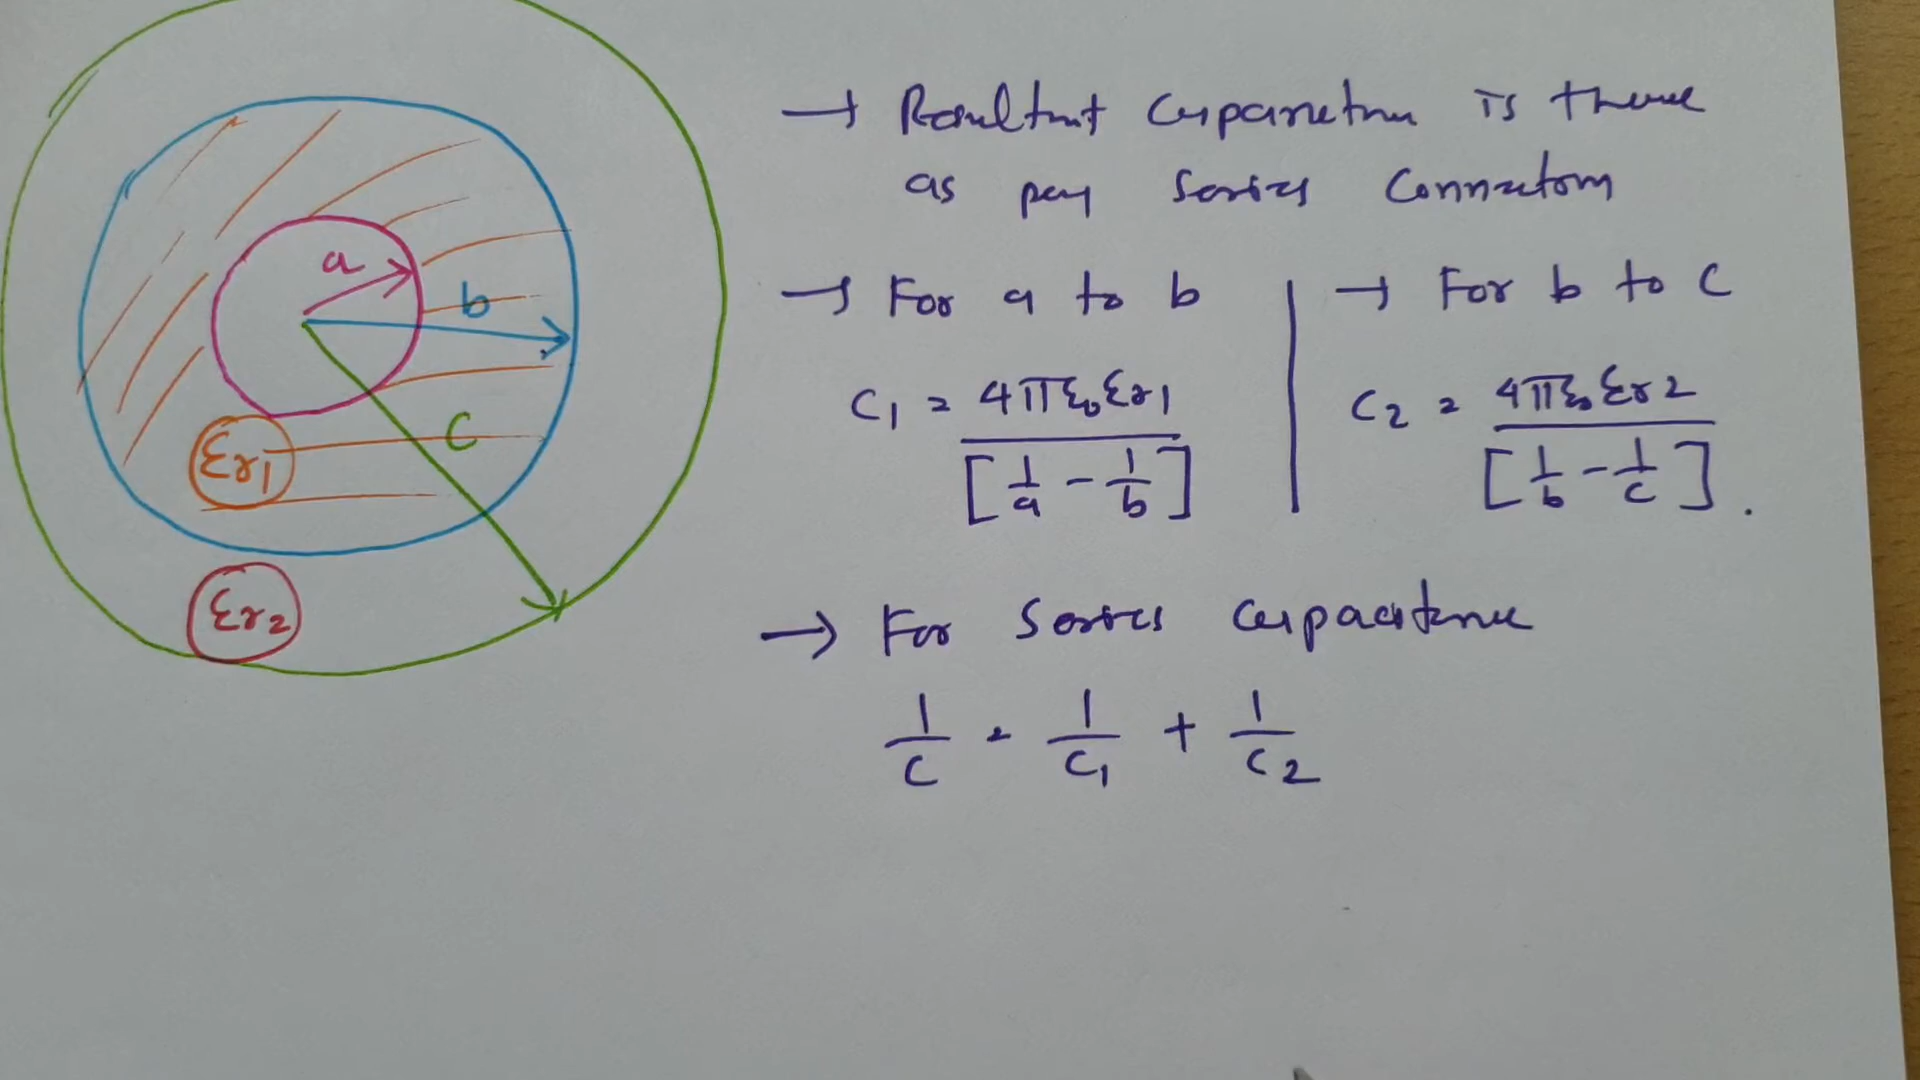 a
b
c
εr1
εr2
→ Resultant Capacitance is there
as per Series Connection
→ For a to b
C1 = 4πε0εr1 / [1/a - 1/b]
→ For b to c
C2 = 4πε0εr2 / [1/b - 1/c] .
→ For Series Capacitance
1/C = 1/C1 + 1/C2